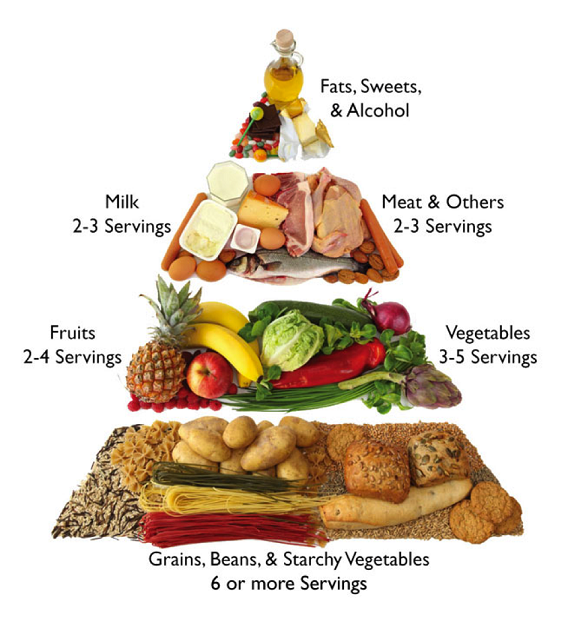 Fats, Sweets,
& Alcohol
Milk
2-3 Servings
Meat & Others
2-3 Servings
Fruits
2-4 Servings
Vegetables
3-5 Servings
Grains, Beans, & Starchy Vegetables
6 or more Servings